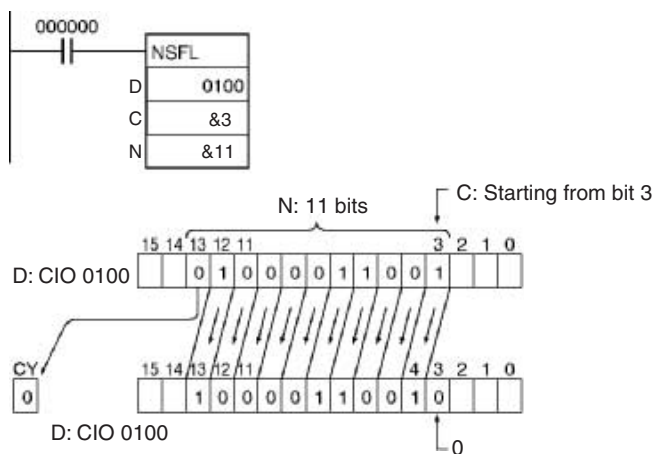 000000
NSFL
D 0100
C &3
N &11
C: Starting from bit 3
N: 11 bits
15 14 13 12 11 3 2 1 0
D: CIO 0100 0 1 0 0 0 0 1 1 0 0 1
CY 15 14 13 12 11 4 3 2 1 0
0 1 0 0 0 0 1 1 0 0 1 0
D: CIO 0100
0